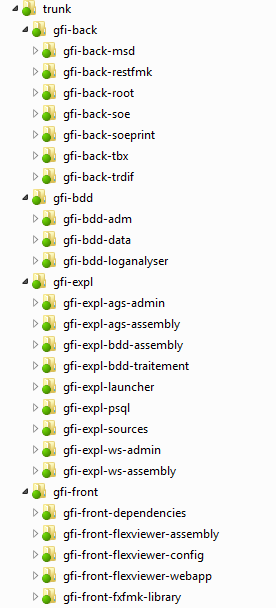 trunk
gfi-back
gfi-back-msd
gfi-back-restfmk
gfi-back-root
gfi-back-soe
gfi-back-soeprint
gfi-back-tbx
gfi-back-trdif
gfi-bdd
gfi-bdd-adm
gfi-bdd-data
gfi-bdd-loganalyser
gfi-expl
gfi-expl-ags-admin
gfi-expl-ags-assembly
gfi-expl-bdd-assembly
gfi-expl-bdd-traitement
gfi-expl-launcher
gfi-expl-psql
gfi-expl-sources
gfi-expl-ws-admin
gfi-expl-ws-assembly
gfi-front
gfi-front-dependencies
gfi-front-flexviewer-assembly
gfi-front-flexviewer-config
gfi-front-flexviewer-webapp
gfi-front-fxfmk-library